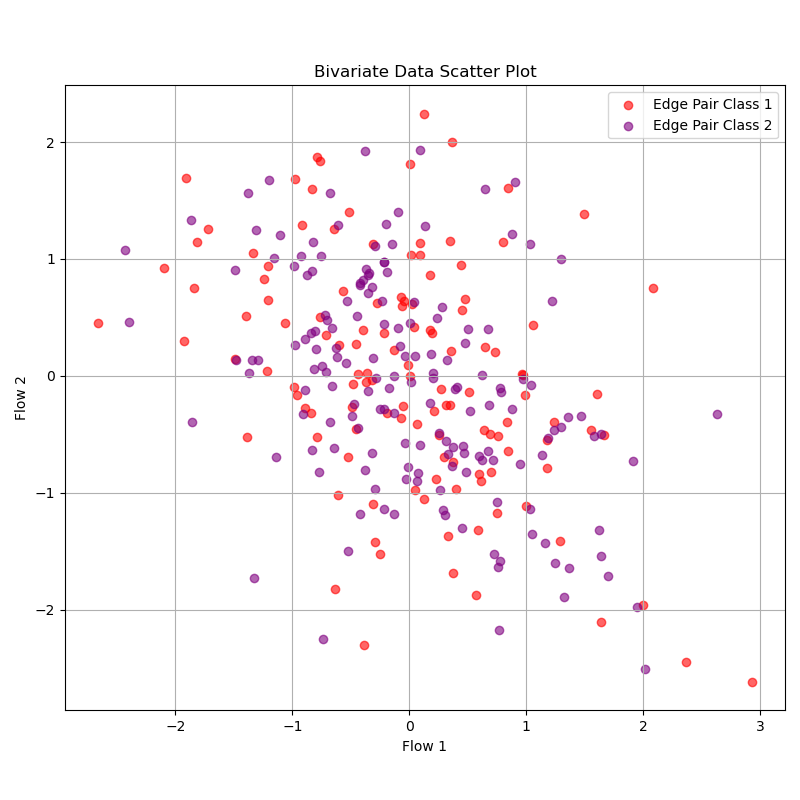 Bivariate Data Scatter Plot
Edge Pair Class 1
Edge Pair Class 2
Flow 2
2
1
0
−1
−2
−2
−1
0
1
2
3
Flow 1